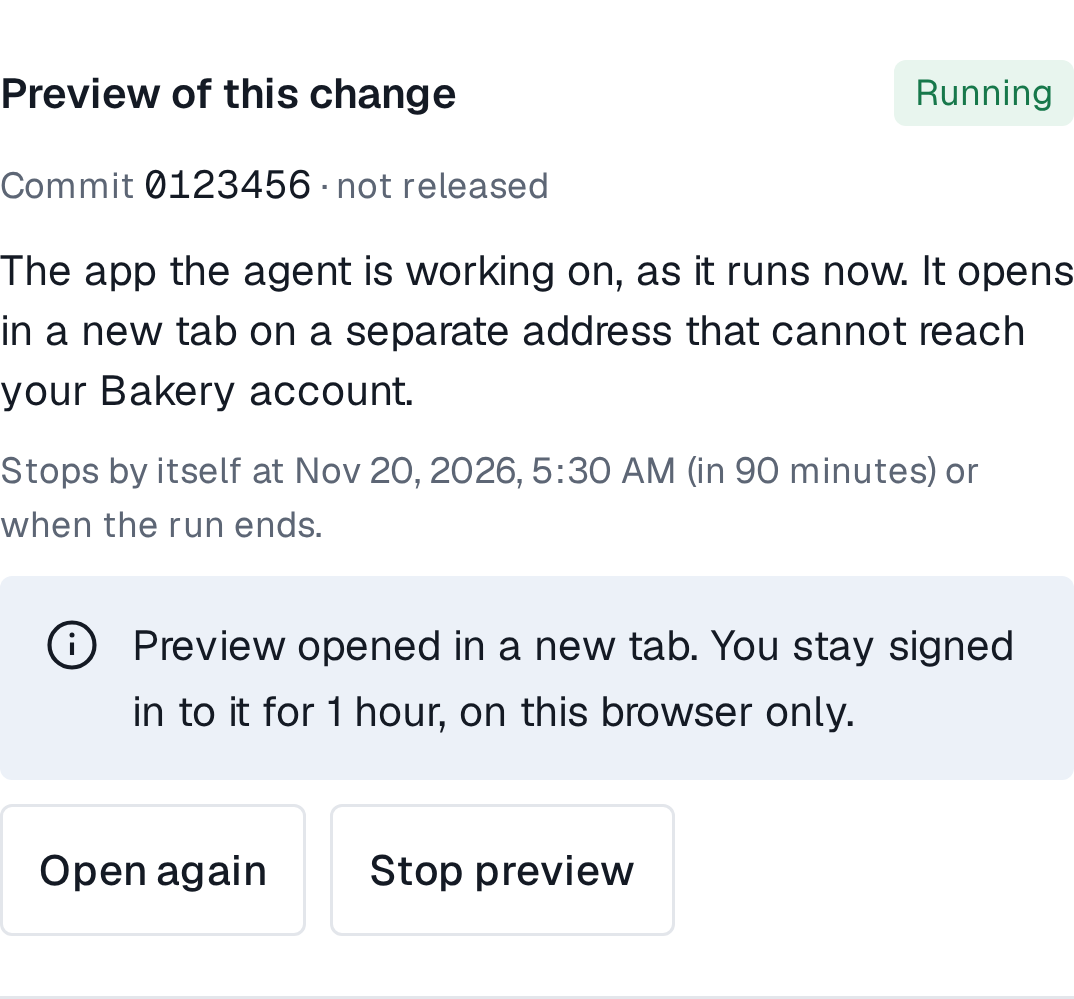 Preview of this change
Running
Commit 0123456 · not released
The app the agent is working on, as it runs now. It opens
in a new tab on a separate address that cannot reach
your Bakery account.
Stops by itself at Nov 20, 2026, 5:30 AM (in 90 minutes) or
when the run ends.
Preview opened in a new tab. You stay signed
in to it for 1 hour, on this browser only.
Open again
Stop preview